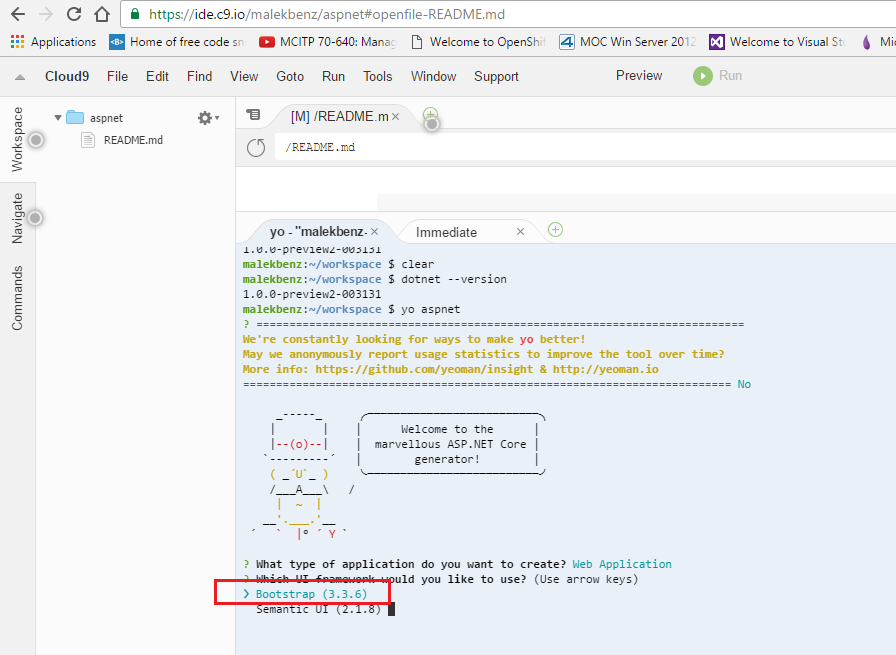 https://ide.c9.io/malekbenz/aspnet#openfile-README.md
Applications <B> Home of free code sn MCITP 70-640: Manag Welcome to OpenShif MOC Win Server 2012 Welcome to Visual Stu Mi
Cloud9 File Edit Find View Goto Run Tools Window Support Preview Run
Workspace
Navigate
Commands
aspnet
README.md
[M] /README.m ×
/README.md
yo - "malekbenz- × Immediate ×
1.0.0-preview2-003131
malekbenz:~/workspace $ clear
malekbenz:~/workspace $ dotnet --version
1.0.0-preview2-003131
malekbenz:~/workspace $ yo aspnet
? ==========================================================================
We're constantly looking for ways to make yo better!
May we anonymously report usage statistics to improve the tool over time?
More info: https://github.com/yeoman/insight & http://yeoman.io
========================================================================== No
Welcome to the
marvellous ASP.NET Core
generator!
? What type of application do you want to create? Web Application
? Which UI framework would you like to use? (Use arrow keys)
❯ Bootstrap (3.3.6)
Semantic UI (2.1.8)